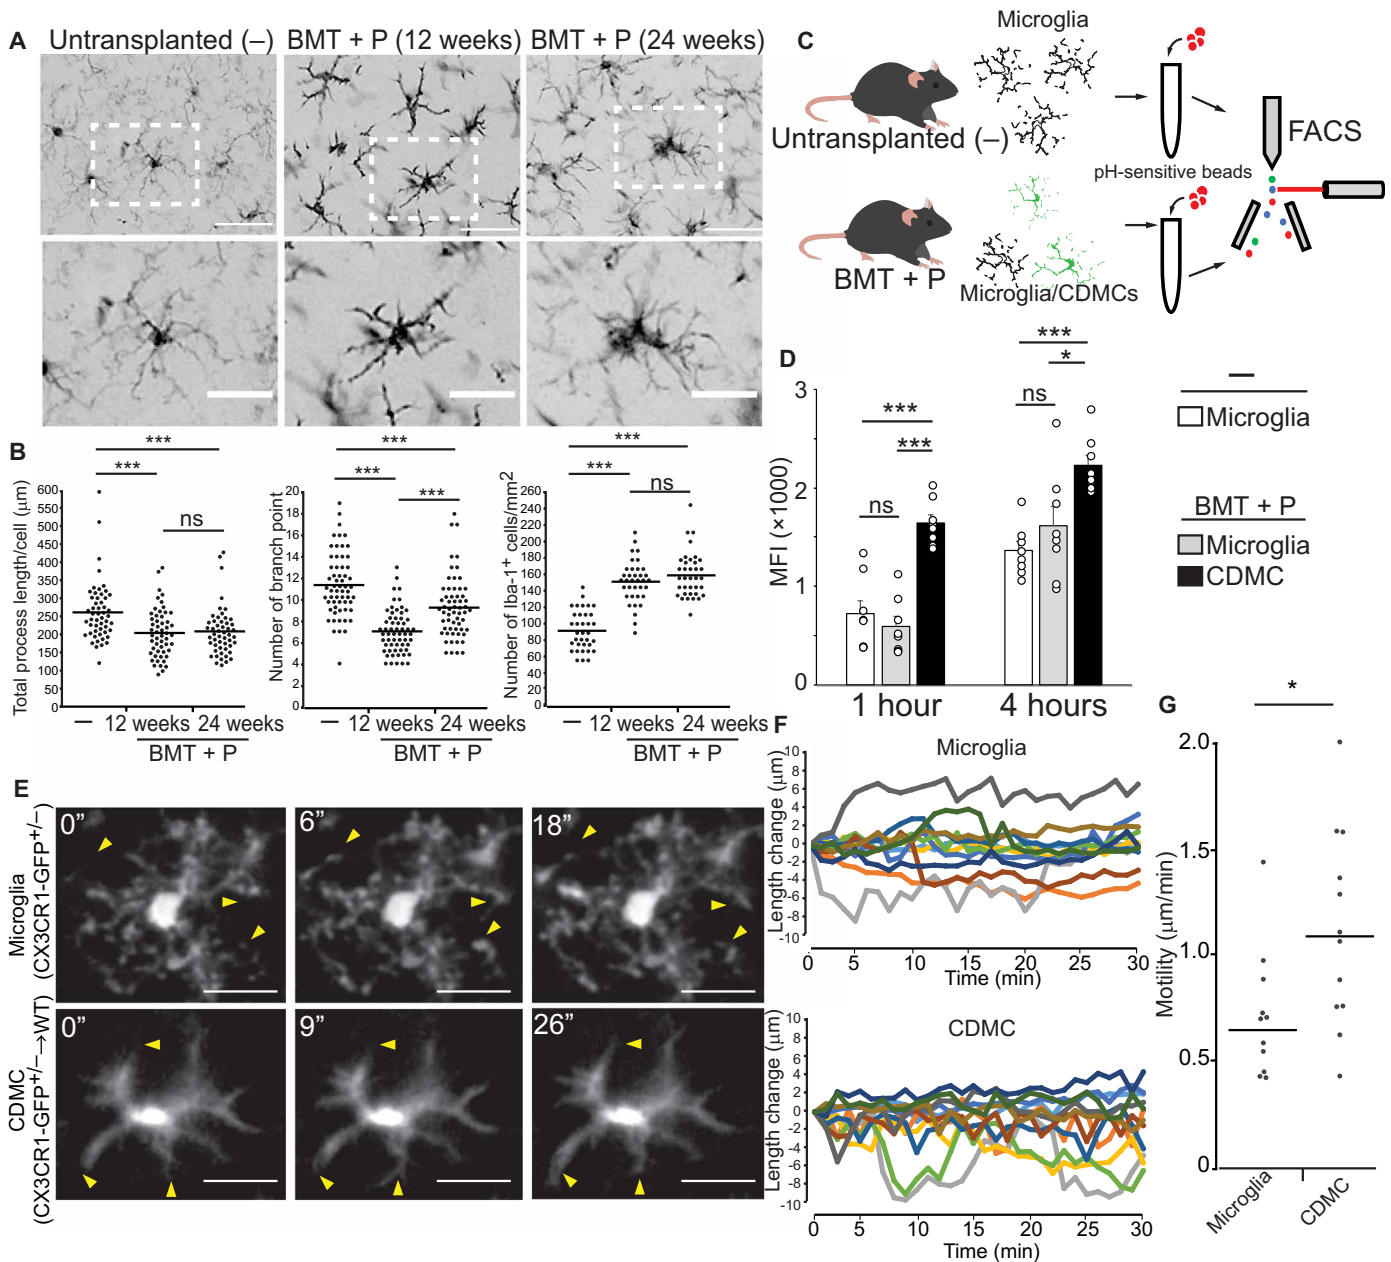 A
Untransplanted (–)
BMT + P (12 weeks)
BMT + P (24 weeks)
B
***
***
ns
Total process length/cell (μm)
600
550
500
450
400
350
300
250
200
150
100
50
0
–
12 weeks
24 weeks
BMT + P
***
***
***
Number of branch point
20
18
16
14
12
10
8
6
4
2
0
–
12 weeks
24 weeks
BMT + P
***
***
ns
Number of Iba-1+ cells/mm2
260
240
220
200
180
160
140
120
100
80
60
40
20
0
–
12 weeks
24 weeks
BMT + P
C
Microglia
Untransplanted (–)
pH-sensitive beads
FACS
BMT + P
Microglia/CDMCs
D
***
*
ns
***
***
ns
MFI (×1000)
3
2
1
0
1 hour
4 hours
–
Microglia
BMT + P
Microglia
CDMC
E
Microglia
(CX3CR1-GFP+/–)
0”
6”
18”
CDMC
(CX3CR1-GFP+/–→WT)
0”
9”
26”
F
Microglia
Length change (μm)
10
8
6
4
2
0
-2
-4
-6
-8
-10
0
5
10
15
20
25
30
Time (min)
CDMC
Length change (μm)
10
8
6
4
2
0
-2
-4
-6
-8
-10
0
5
10
15
20
25
30
Time (min)
G
*
Motility (μm/min)
2.0
1.5
1.0
0.5
0
Microglia
CDMC